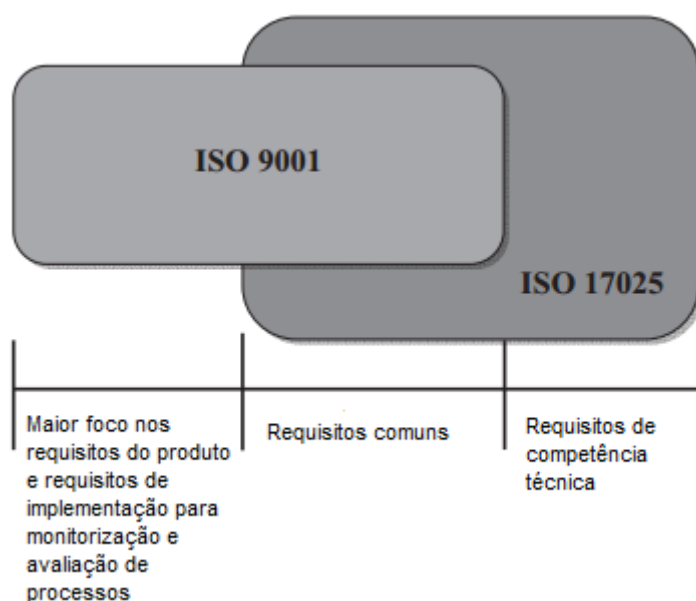 ISO 9001
ISO 17025
Maior foco nos
requisitos do produto
e requisitos de
implementação para
monitorização e
avaliação de
processos
Requisitos comuns
Requisitos de
competência
técnica